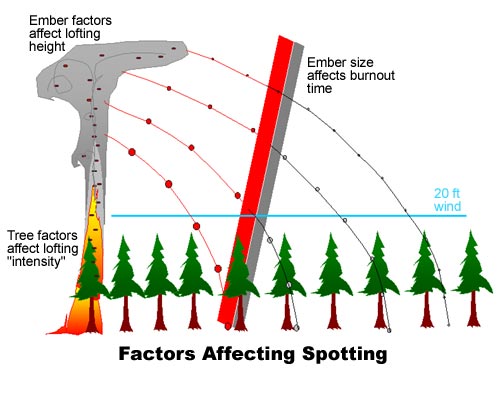 Ember factors
affect lofting
height
Ember size
affects burnout
time
20 ft
wind
Tree factors
affect lofting
"intensity"
Factors Affecting Spotting